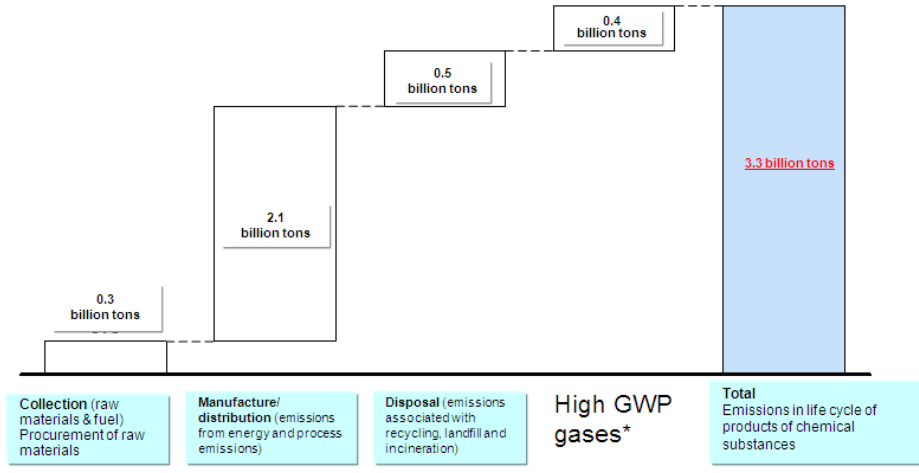 0.4
billion tons
0.5
billion tons
3.3 billion tons
2.1
billion tons
0.3
billion tons
Collection (raw
materials & fuel)
Procurement of raw
materials
Manufacture/
distribution (emissions
from energy and process
emissions)
Disposal (emissions
associated with
recycling, landfill and
incineration)
High GWP
gases*
Total
Emissions in life cycle of
products of chemical
substances